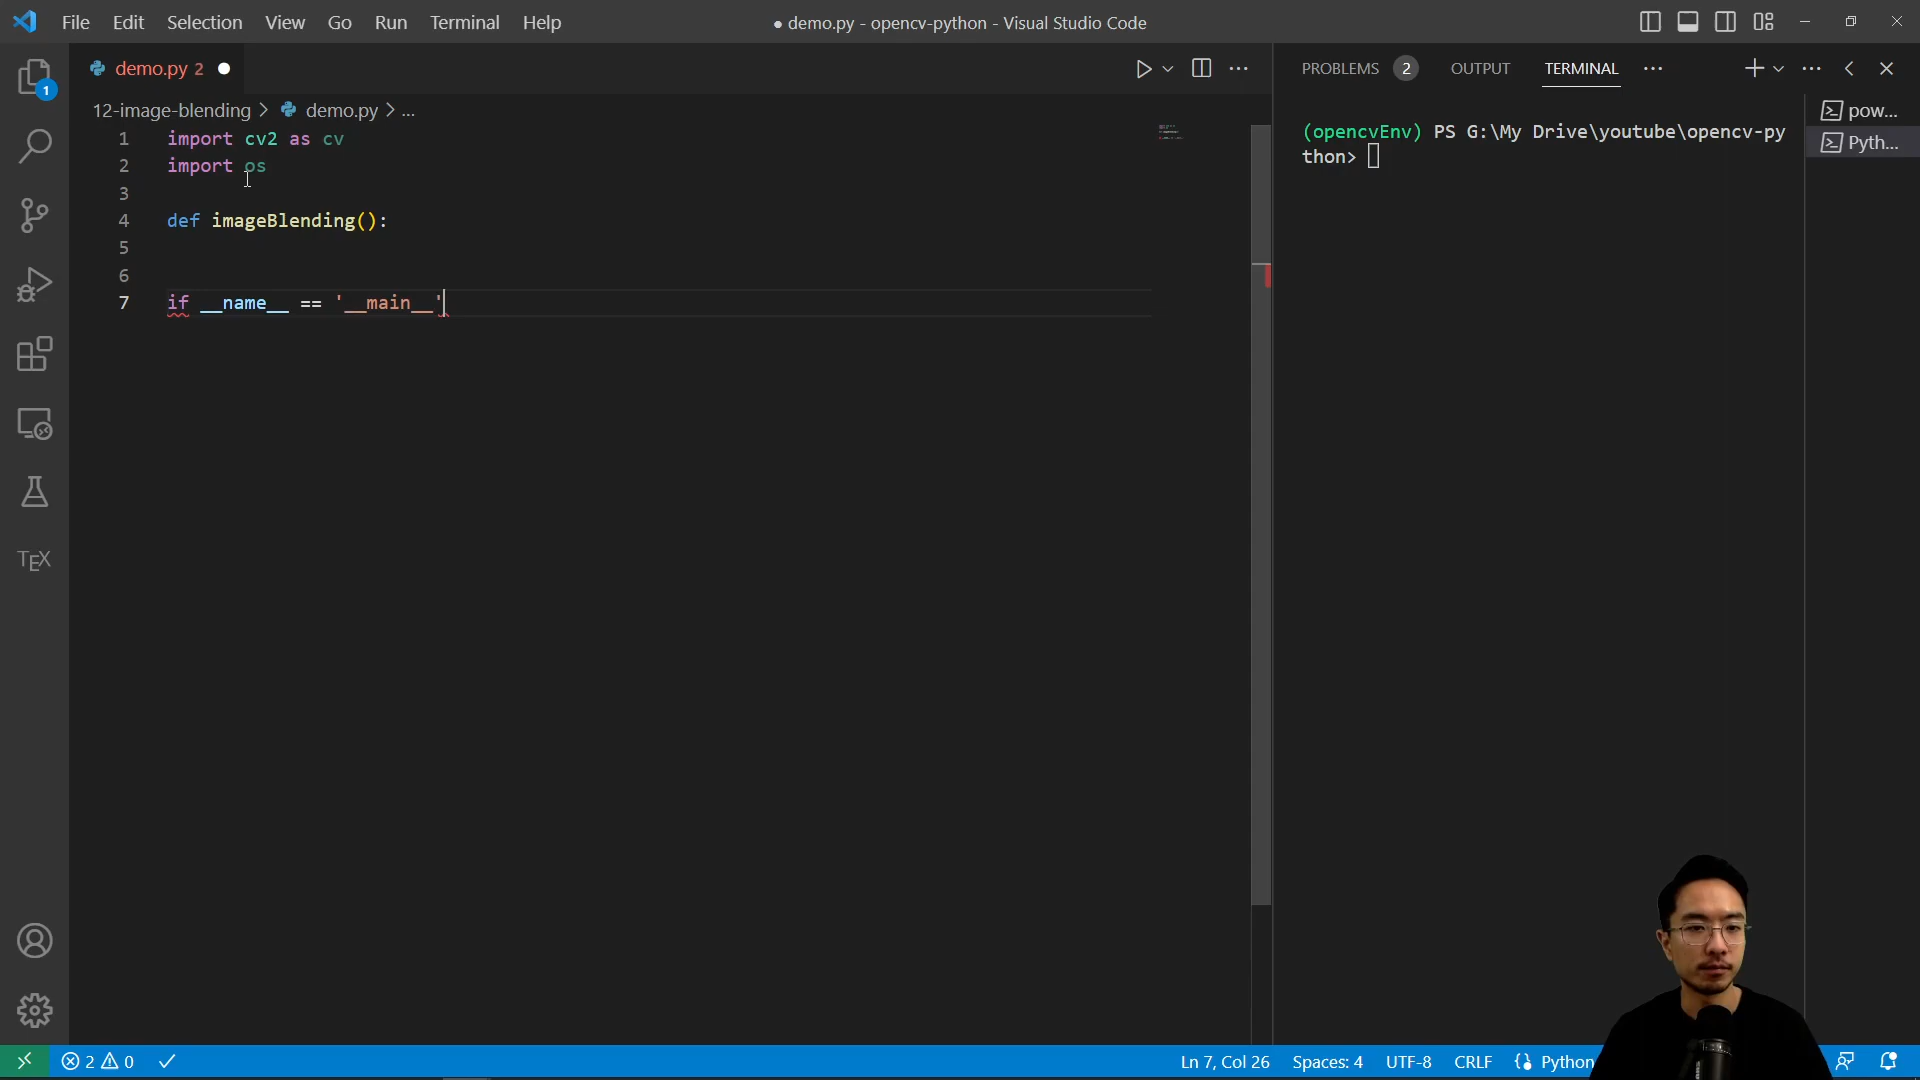 File Edit Selection View Go Run Terminal Help
● demo.py - opencv-python - Visual Studio Code
demo.py 2
12-image-blending > demo.py > ...
1 import cv2 as cv
2 import os
3
4 def imageBlending():
5
6
7 if __name__ == '__main__'
PROBLEMS 2 OUTPUT TERMINAL ...
(opencvEnv) PS G:\My Drive\youtube\opencv-py
thon>
pow...
Pyth...
1
TEX
2 0
Ln 7, Col 26 Spaces: 4 UTF-8 CRLF Python